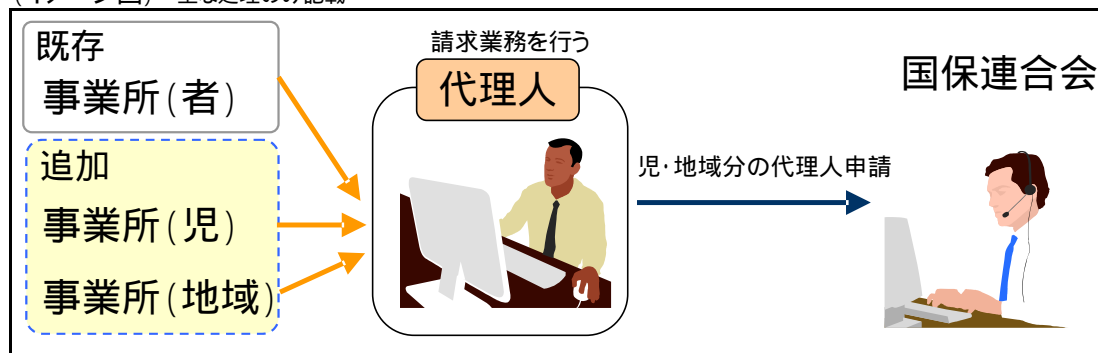 既存
事業所(者)
追加
事業所(児)
事業所(地域)
請求業務を行う
代理人
児・地域分の代理人申請
国保連合会